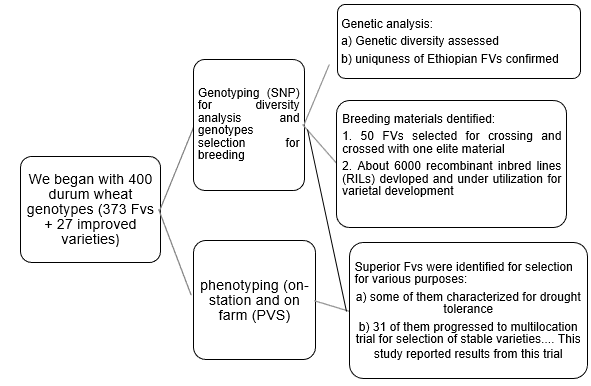 We began with 400
durum wheat
genotypes (373 Fvs
+ 27 improved
varieties)
Genotyping (SNP)
for diversity
analysis and
genotypes
selection for
breeding
phenotyping (on-
station and on
farm (PVS)
Genetic analysis:
a) Genetic diversity assessed
b) uniquness of Ethiopian FVs confirmed
Breeding materials dentified:
1. 50 FVs selected for crossing and
crossed with one elite material
2. About 6000 recombinant inbred lines
(RILs) devloped and under utilization for
varietal development
Superior Fvs were identified for selection
for various purposes:
a) some of them characterized for drought
tolerance
b) 31 of them progressed to multilocation
trial for selection of stable varieties.... This
study reported results from this trial